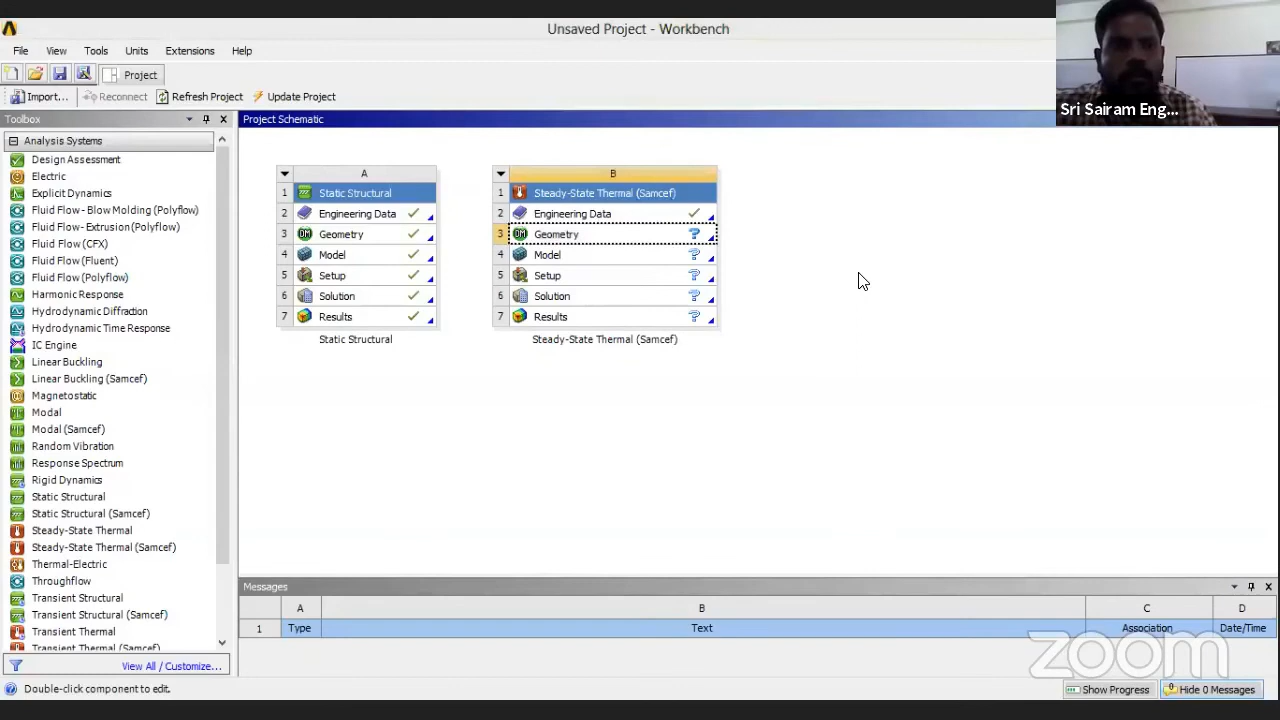 Unsaved Project - Workbench
File View Tools Units Extensions Help
Project
Import... Reconnect Refresh Project Update Project
Sri Sairam Eng...
Toolbox
Analysis Systems
Design Assessment
Electric
Explicit Dynamics
Fluid Flow - Blow Molding (Polyflow)
Fluid Flow - Extrusion (Polyflow)
Fluid Flow (CFX)
Fluid Flow (Fluent)
Fluid Flow (Polyflow)
Harmonic Response
Hydrodynamic Diffraction
Hydrodynamic Time Response
IC Engine
Linear Buckling
Linear Buckling (Samcef)
Magnetostatic
Modal
Modal (Samcef)
Random Vibration
Response Spectrum
Rigid Dynamics
Static Structural
Static Structural (Samcef)
Steady-State Thermal
Steady-State Thermal (Samcef)
Thermal-Electric
Throughflow
Transient Structural
Transient Structural (Samcef)
Transient Thermal
Transient Thermal (Samcef)
View All / Customize...
Project Schematic
A
1 Static Structural
2 Engineering Data
3 DM Geometry
4 Model
5 Setup
6 Solution
7 Results
Static Structural
B
1 Steady-State Thermal (Samcef)
2 Engineering Data
3 DM Geometry ?
4 Model ?
5 Setup ?
6 Solution ?
7 Results ?
Steady-State Thermal (Samcef)
Messages
A B C D
1 Type Text Association Date/Time
zoom
Double-click component to edit.
Show Progress Hide 0 Messages